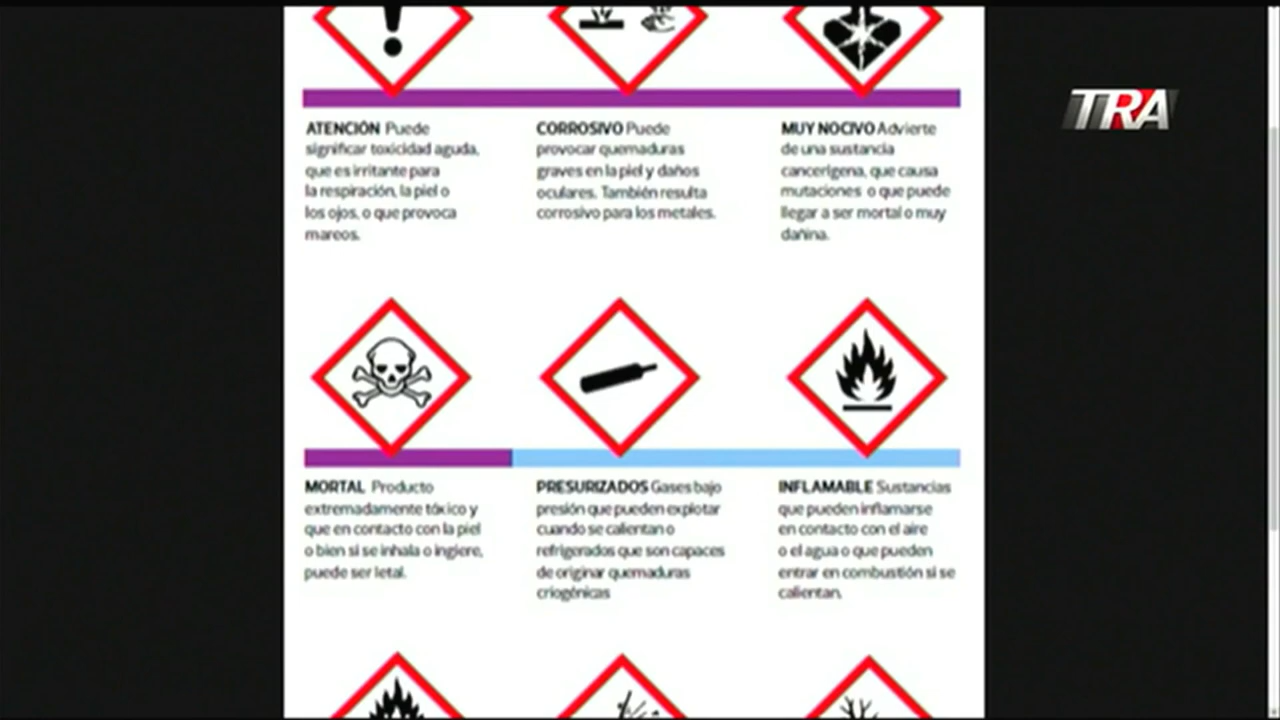 TRA
ATENCIÓN Puede
significar toxicidad aguda,
que es irritante para
la respiración, la piel o
los ojos, o que provoca
mareos.
CORROSIVO Puede
provocar quemaduras
graves en la piel y daños
oculares. También resulta
corrosivo para los metales.
MUY NOCIVO Advierte
de una sustancia
cancerígena, que causa
mutaciones o que puede
llegar a ser mortal o muy
dañina.
MORTAL Producto
extremadamente tóxico y
que en contacto con la piel
o bien si se inhala o ingiere,
puede ser letal.
PRESURIZADOS Gases bajo
presión que pueden explotar
cuando se calientan o
refrigerados que son capaces
de originar quemaduras
criogénicas
INFLAMABLE Sustancias
que pueden inflamarse
en contacto con el aire
o el agua o que pueden
entrar en combustión si se
calientan.